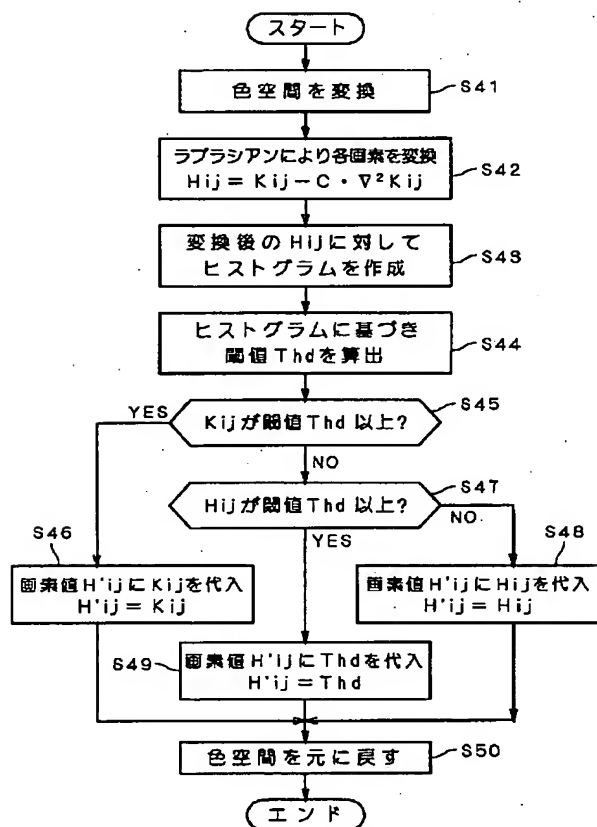 スタート
色空間を変換
S41
ラプラシアンにより各画素を変換
Hij = Kij − C ・ ∇²Kij
S42
変換後のHijに対して
ヒストグラムを作成
S43
ヒストグラムに基づき
閾値Thdを算出
S44
Kijが閾値Thd以上?
S45
YES
NO
Hijが閾値Thd以上?
S47
YES
NO
S46
画素値H'ijにKijを代入
H'ij = Kij
S48
画素値H'ijにHijを代入
H'ij = Hij
S49
画素値H'ijにThdを代入
H'ij = Thd
色空間を元に戻す
S50
エンド